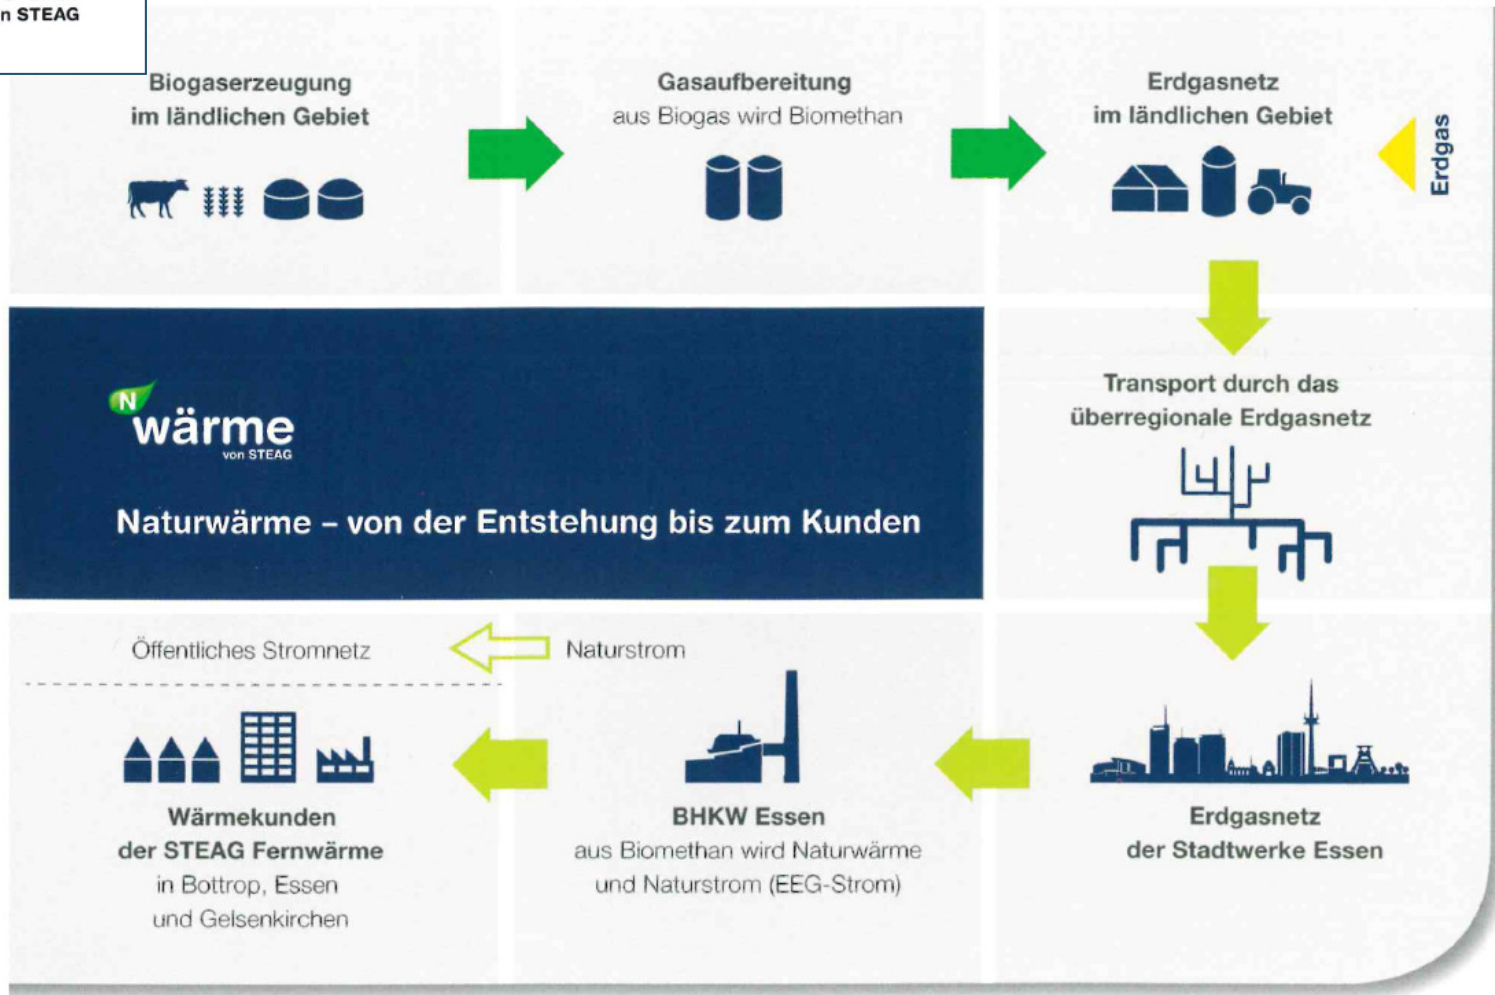 n STEAG
Biogaserzeugung
im ländlichen Gebiet
Gasaufbereitung
aus Biogas wird Biomethan
Erdgasnetz
im ländlichen Gebiet
Erdgas
Transport durch das
überregionale Erdgasnetz
N
wärme
von STEAG
Naturwärme – von der Entstehung bis zum Kunden
Öffentliches Stromnetz
Naturstrom
Wärmekunden
der STEAG Fernwärme
in Bottrop, Essen
und Gelsenkirchen
BHKW Essen
aus Biomethan wird Naturwärme
und Naturstrom (EEG-Strom)
Erdgasnetz
der Stadtwerke Essen